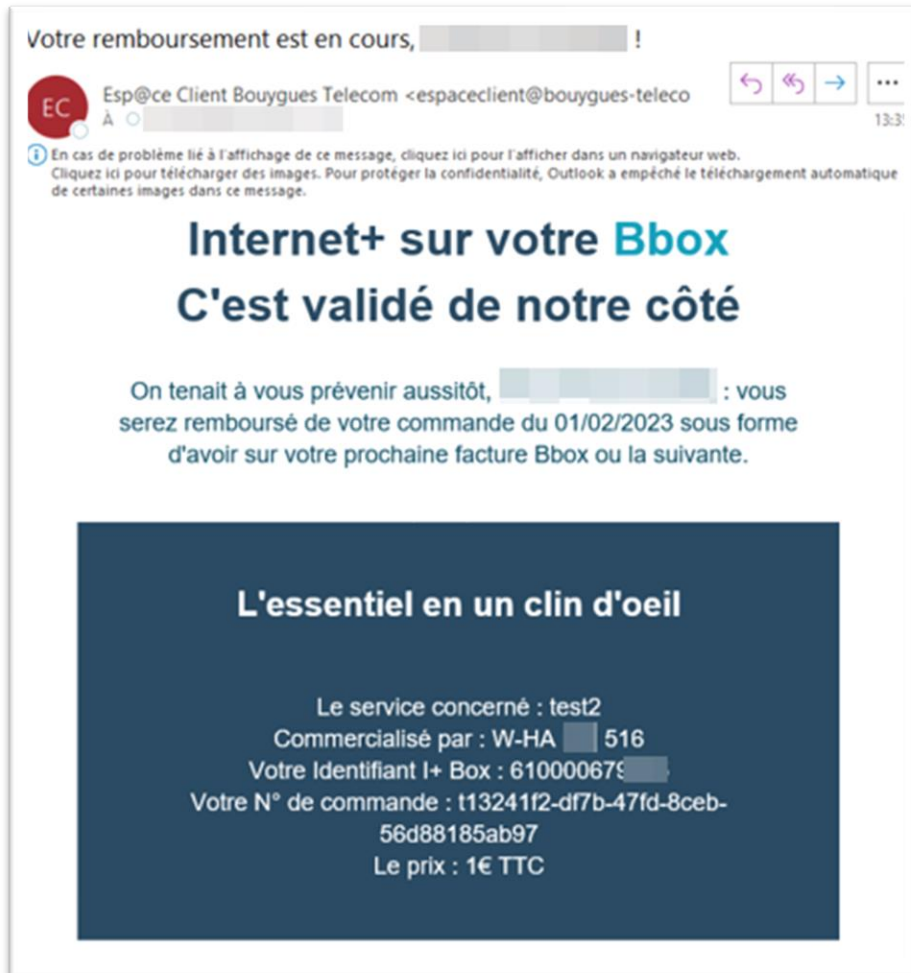 Votre remboursement est en cours, !
EC
Esp@ce Client Bouygues Telecom <espaceclient@bouygues-teleco
À
13:35
En cas de problème lié à l'affichage de ce message, cliquez ici pour l'afficher dans un navigateur web.
Cliquez ici pour télécharger des images. Pour protéger la confidentialité, Outlook a empêché le téléchargement automatique
de certaines images dans ce message.
Internet+ sur votre Bbox
C'est validé de notre côté
On tenait à vous prévenir aussitôt, : vous
serez remboursé de votre commande du 01/02/2023 sous forme
d'avoir sur votre prochaine facture Bbox ou la suivante.
L'essentiel en un clin d'oeil
Le service concerné : test2
Commercialisé par : W-HA 516
Votre Identifiant I+ Box : 610000679
Votre N° de commande : t13241f2-df7b-47fd-8ceb-
56d88185ab97
Le prix : 1€ TTC